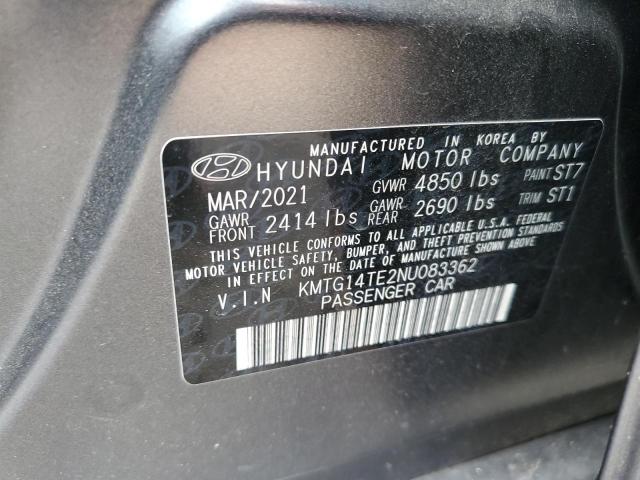 MANUFACTURED IN KOREA BY
HYUNDAI MOTOR COMPANY
MAR/2021 GVWR 4850 lbs PAINT ST7
GAWR FRONT 2414 lbs GAWR REAR 2690 lbs TRIM ST1
THIS VEHICLE CONFORMS TO ALL APPLICABLE U.S.A. FEDERAL
MOTOR VEHICLE SAFETY, BUMPER, AND THEFT PREVENTION STANDARDS
IN EFFECT ON THE DATE OF MANUFACTURE SHOWN ABOVE.
V.I.N KMTG14TE2NU083362
PASSENGER CAR